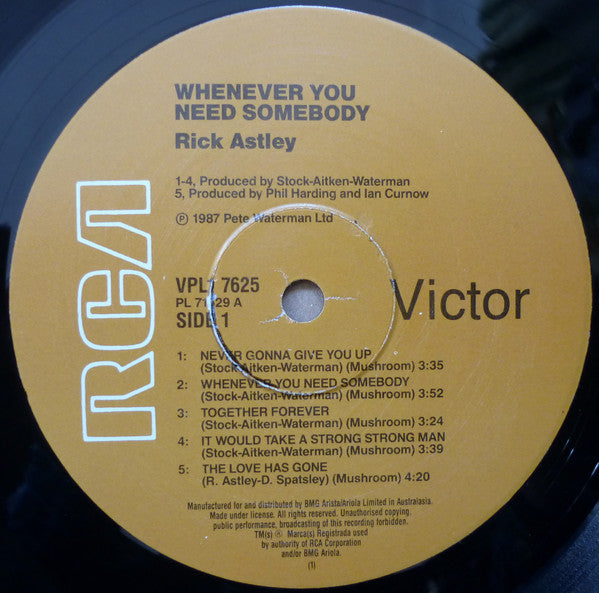 WHENEVER YOU
NEED SOMEBODY
Rick Astley
1-4, Produced by Stock-Aitken-Waterman
5, Produced by Phil Harding and Ian Curnow
℗ 1987 Pete Waterman Ltd
RCA
VPL1 7625
PL 71529 A
SIDE 1
Victor
1: NEVER GONNA GIVE YOU UP
(Stock-Aitken-Waterman) (Mushroom) 3:35
2: WHENEVER YOU NEED SOMEBODY
(Stock-Aitken-Waterman) (Mushroom) 3:52
3: TOGETHER FOREVER
(Stock-Aitken-Waterman) (Mushroom) 3:24
4: IT WOULD TAKE A STRONG STRONG MAN
(Stock-Aitken-Waterman) (Mushroom) 3:39
5: THE LOVE HAS GONE
(R. Astley-D. Spatsley) (Mushroom) 4:20
Manufactured for and distributed by BMG Arista/Ariola Limited in Australasia.
Made under license. All rights reserved. Unauthorised copying,
public performance, broadcasting of this recording forbidden.
TM(s) ® Marca(s) Registrada used
by authority of RCA Corporation
and/or BMG Ariola.
(1)